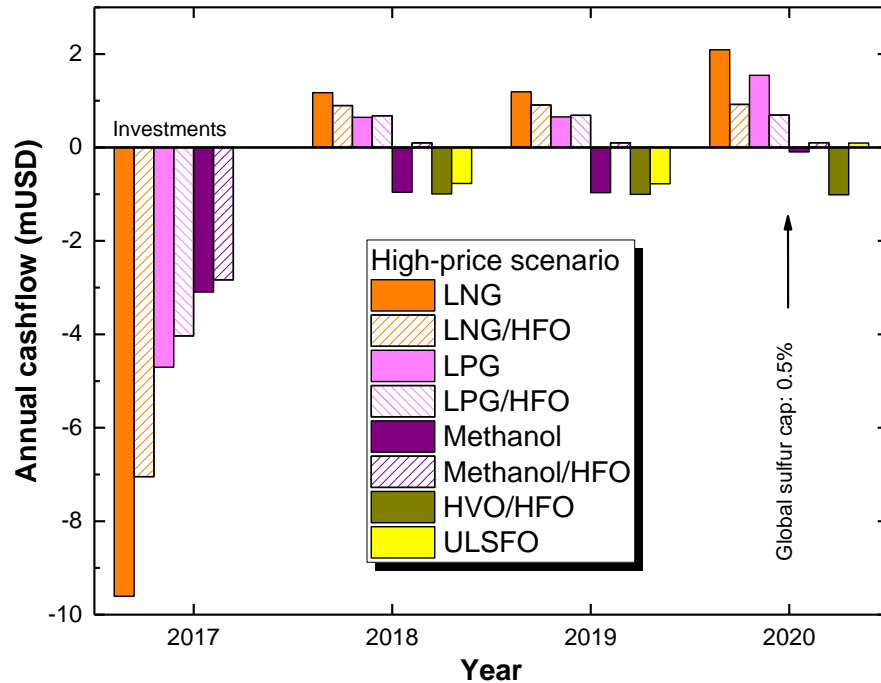 Annual cashflow (mUSD)
2
0
-2
-4
-6
-8
-10
Investments
High-price scenario
LNG
LNG/HFO
LPG
LPG/HFO
Methanol
Methanol/HFO
HVO/HFO
ULSFO
Global sulfur cap: 0.5%
2017
2018
2019
2020
Year